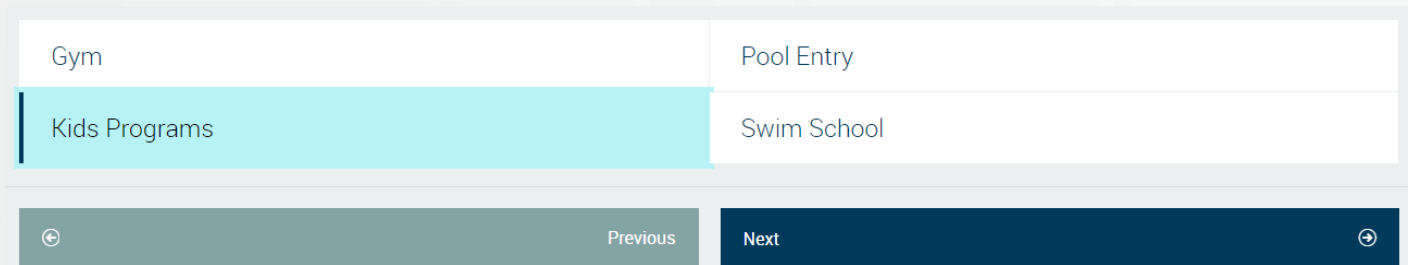 Gym
Pool Entry
Kids Programs
Swim School
Previous
Next